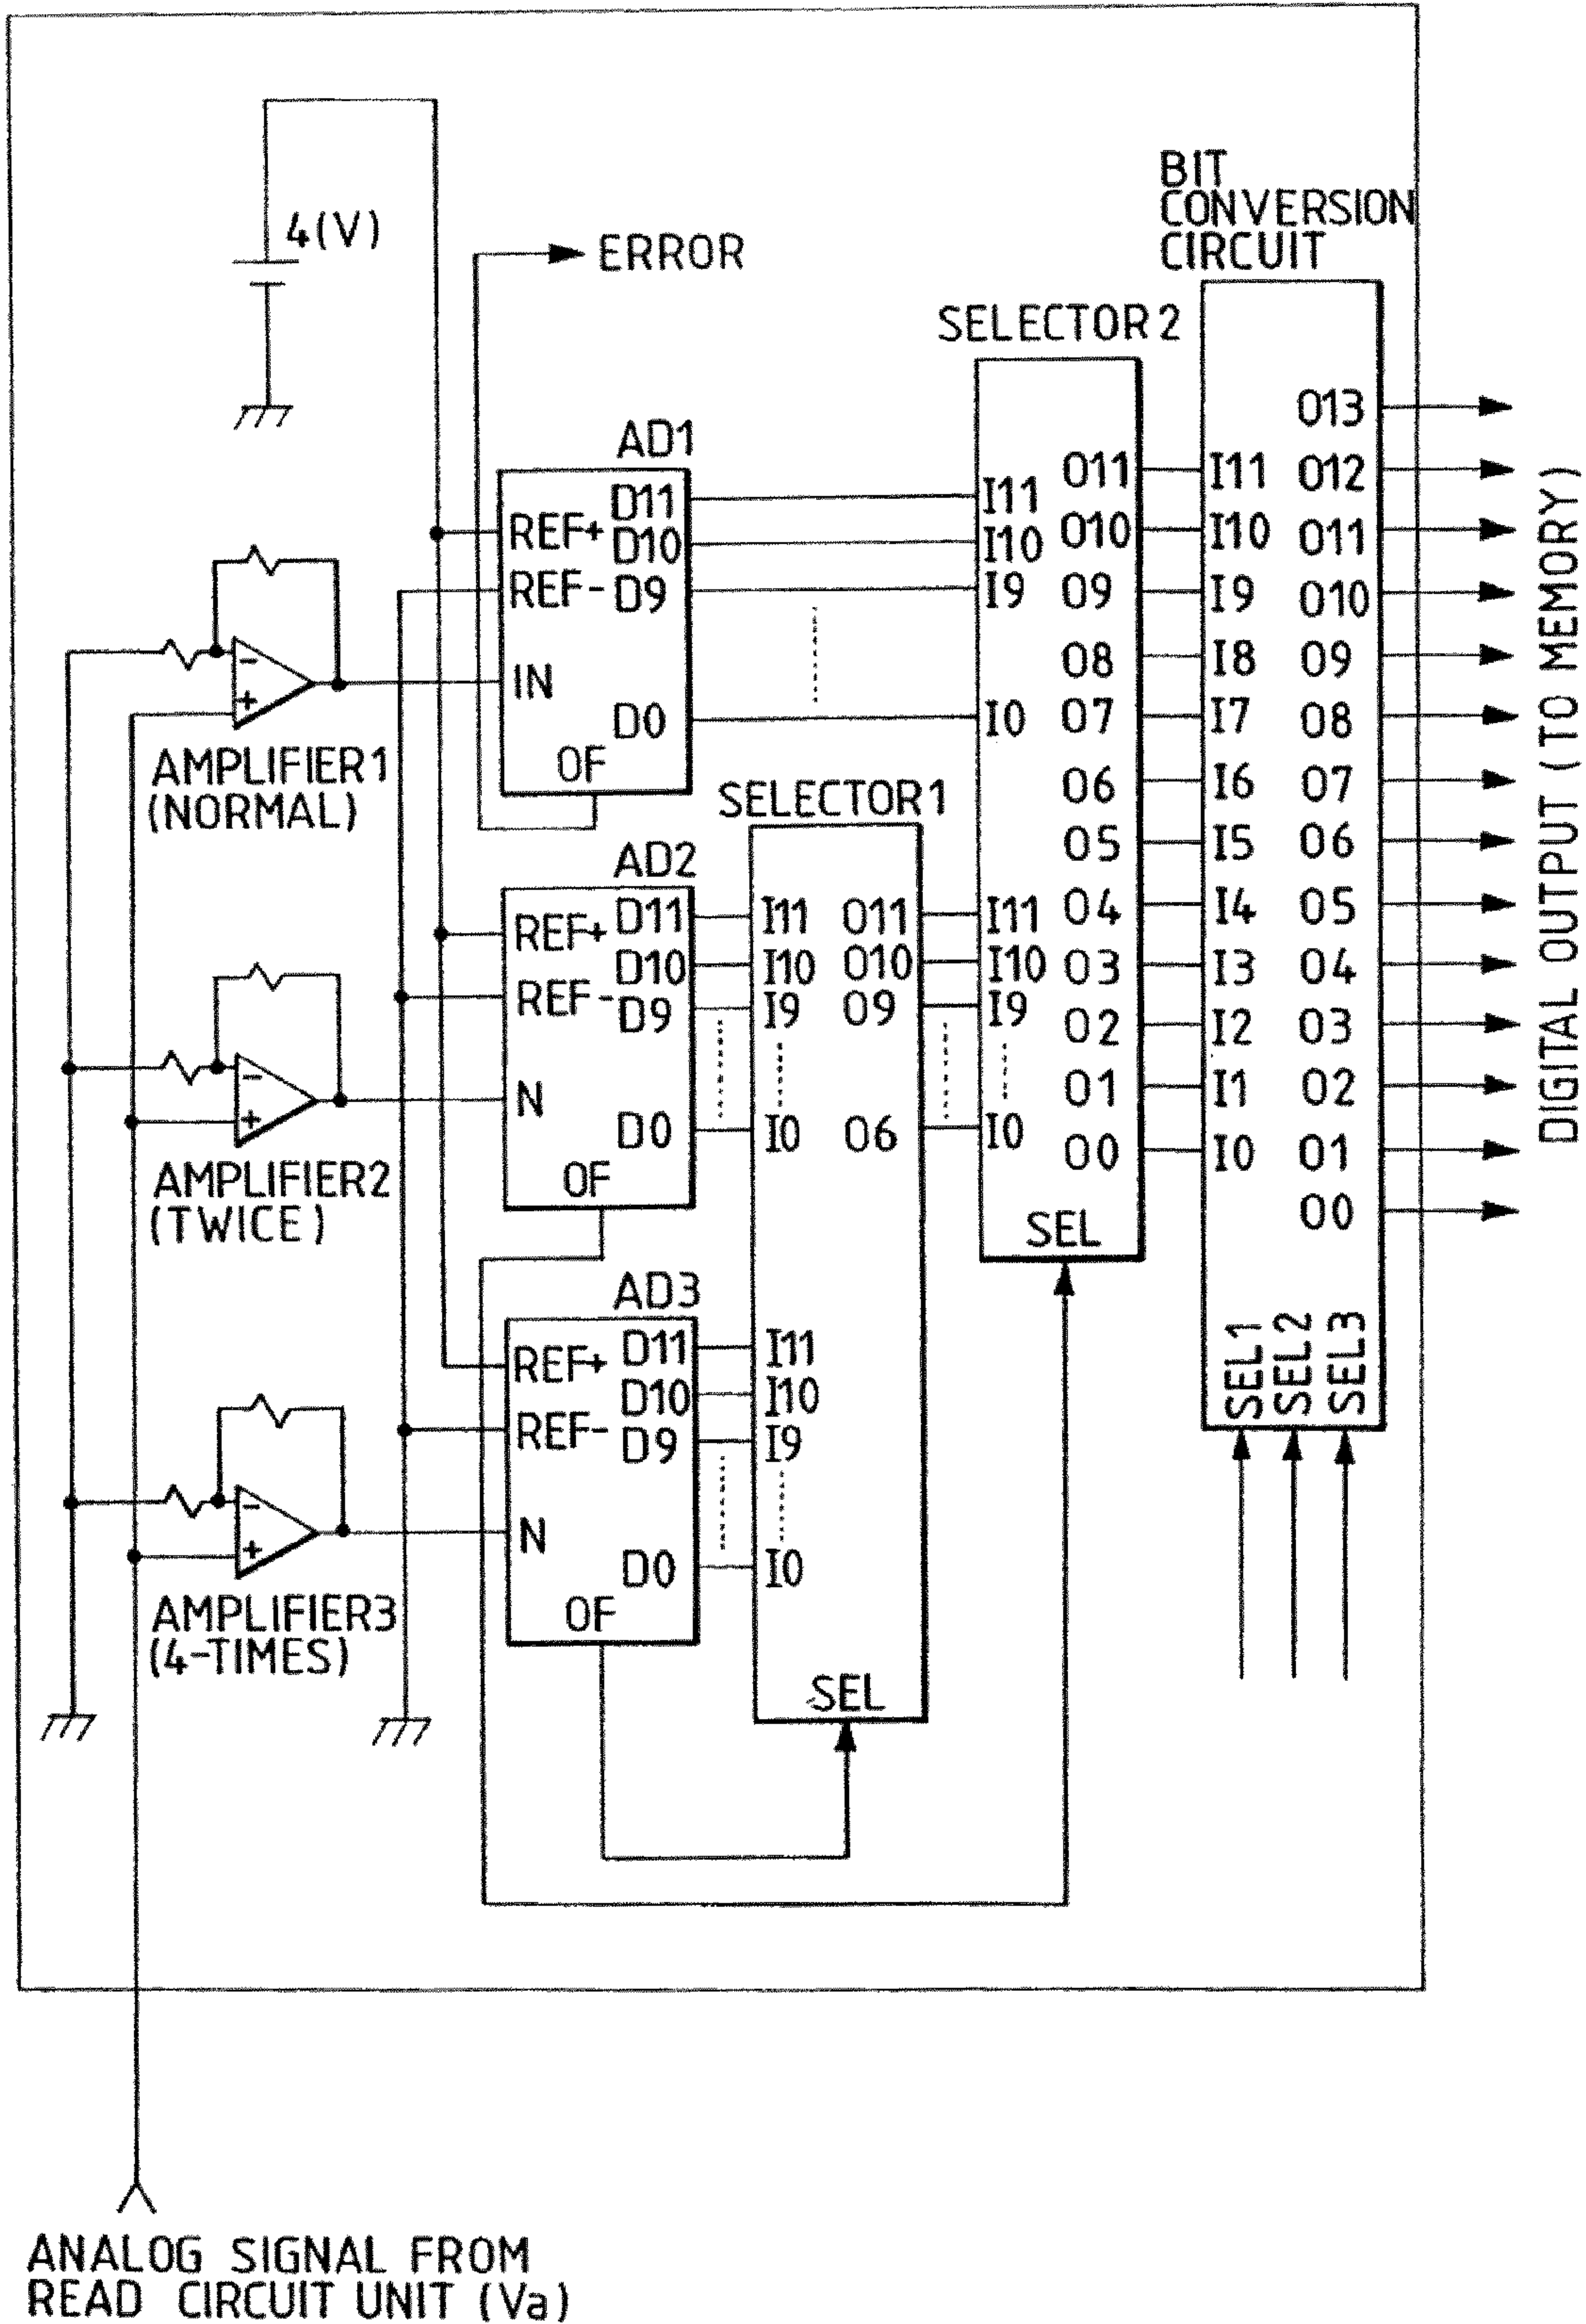 4(V)
ERROR
BIT
CONVERSION
CIRCUIT
SELECTOR 2
AD1
REF+
REF-
IN
D11
D10
D9
D0
OF
I11
I10
I9
I0
AMPLIFIER1
(NORMAL)
SELECTOR1
AD2
REF+
REF-
N
D11
D10
D9
D0
OF
I11
I10
I9
I0
O11
O10
O9
O6
I11
I10
I9
I0
AMPLIFIER2
(TWICE)
AD3
REF+
REF-
N
D11
D10
D9
D0
OF
I11
I10
I9
I0
SEL
AMPLIFIER3
(4-TIMES)
O11
O10
O9
O8
O7
O6
O5
O4
O3
O2
O1
O0
SEL
I11
I10
I9
I8
I7
I6
I5
I4
I3
I2
I1
I0
O13
O12
O11
O10
O9
O8
O7
O6
O5
O4
O3
O2
O1
O0
SEL1
SEL2
SEL3
DIGITAL OUTPUT (TO MEMORY)
ANALOG SIGNAL FROM
READ CIRCUIT UNIT (Va)